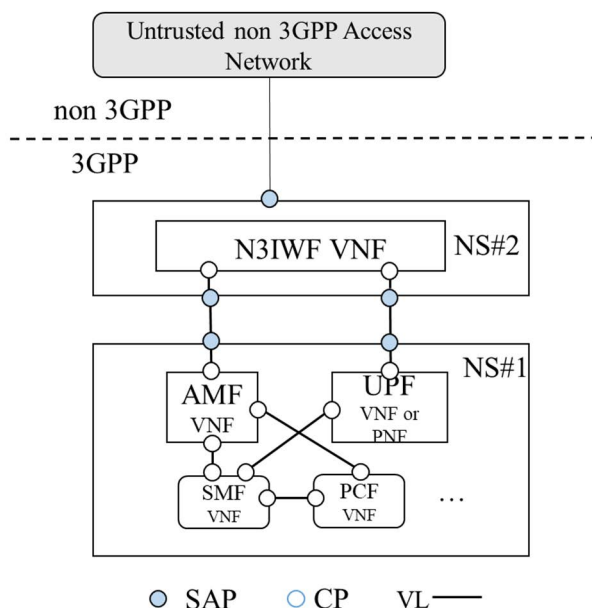 Untrusted non 3GPP Access
Network
non 3GPP
3GPP
N3IWF VNF
NS#2
NS#1
AMF
VNF
UPF
VNF or
PNF
SMF
VNF
PCF
VNF
...
SAP
CP
VL